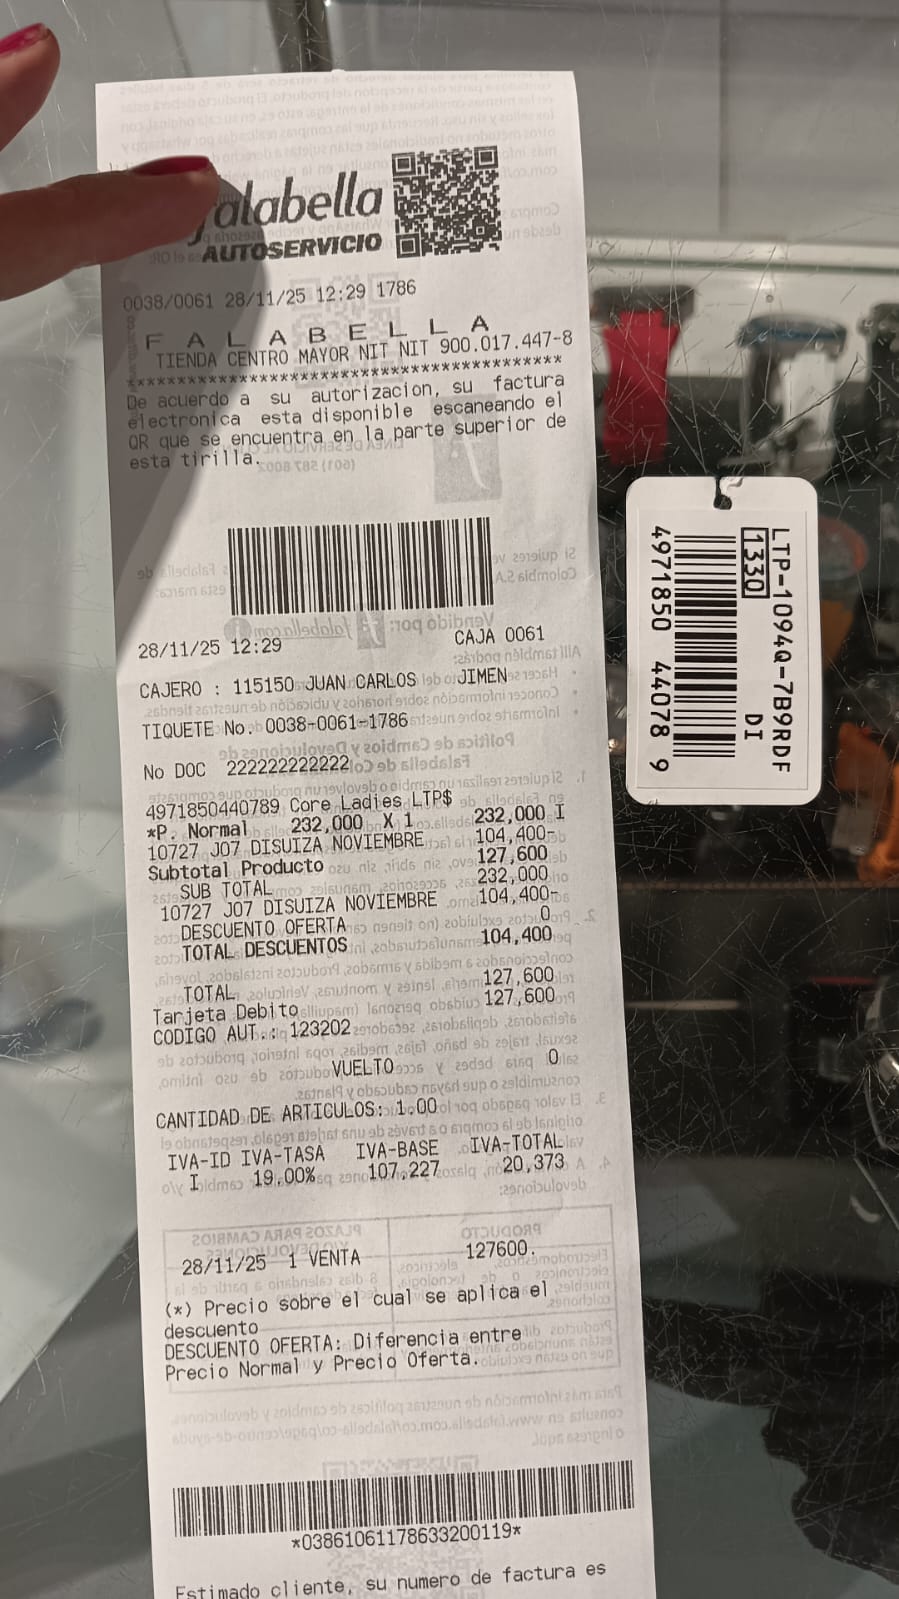 alabella
AUTOSERVICIO
0038/0061 28/11/25 12:29 1786
F A L A B E L L A
TIENDA CENTRO MAYOR NIT NIT 900.017.447-8
******************************************
De acuerdo a su autorizacion, su factura
electronica esta disponible escaneando el
QR que se encuentra en la parte superior de
esta tirilla.
28/11/25 12:29 CAJA 0061
CAJERO : 115150 JUAN CARLOS JIMEN
TIQUETE No. 0038-0061-1786
No DOC 222222222222
4971850440789 Core Ladies LTP$
*P. Normal 232,000 X 1 232,000 I
10727 J07 DISUIZA NOVIEMBRE 104,400-
Subtotal Producto 127,600
SUB TOTAL 232,000
10727 J07 DISUIZA NOVIEMBRE 104,400-
DESCUENTO OFERTA 0
TOTAL DESCUENTOS 104,400
TOTAL 127,600
Tarjeta Debito 127,600
CODIGO AUT.: 123202
VUELTO 0
CANTIDAD DE ARTICULOS: 1.00
IVA-ID IVA-TASA IVA-BASE IVA-TOTAL
I 19.00% 107,227 20,373
28/11/25 1 VENTA 127600.
(*) Precio sobre el cual se aplica el
descuento
DESCUENTO OFERTA: Diferencia entre
Precio Normal y Precio Oferta.
*03861061178633200119*
Estimado cliente, su numero de factura es
LTP-1094Q-7B9RDF
1330 DI
4971850 44078 9